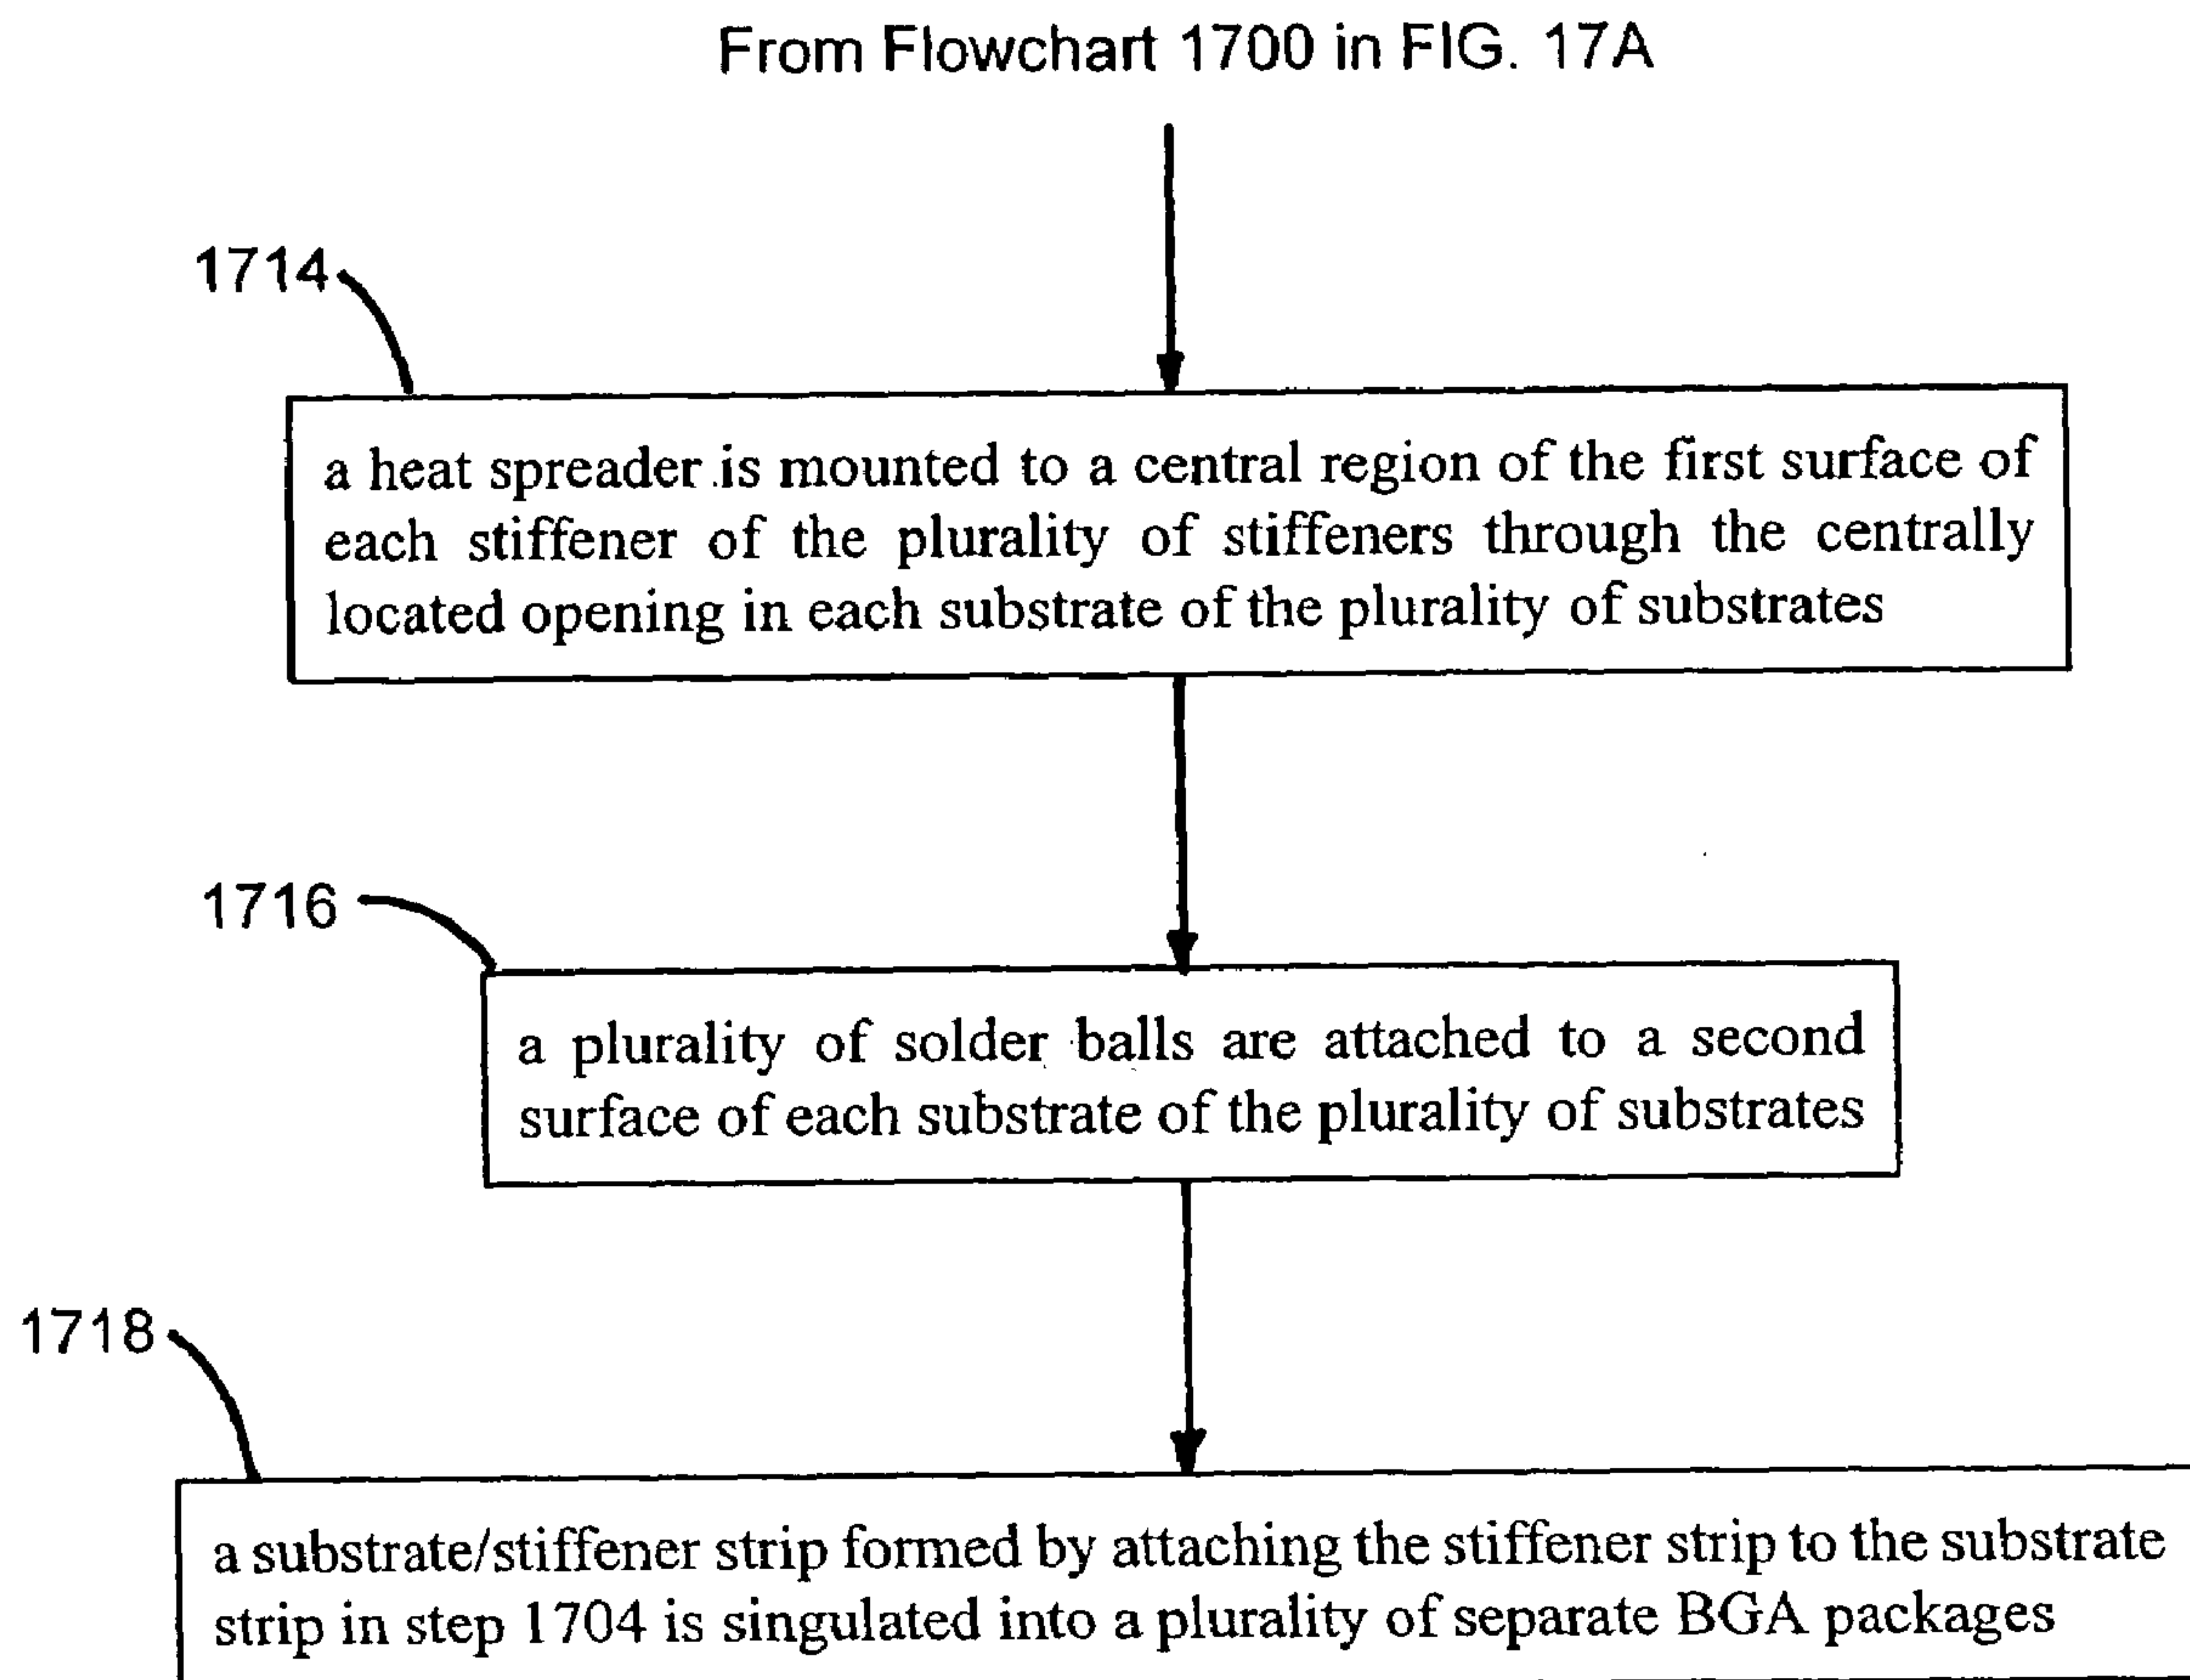 From Flowchart 1700 in FIG. 17A
1714
a heat spreader is mounted to a central region of the first surface of
each stiffener of the plurality of stiffeners through the centrally
located opening in each substrate of the plurality of substrates
1716
a plurality of solder balls are attached to a second
surface of each substrate of the plurality of substrates
1718
a substrate/stiffener strip formed by attaching the stiffener strip to the substrate
strip in step 1704 is singulated into a plurality of separate BGA packages